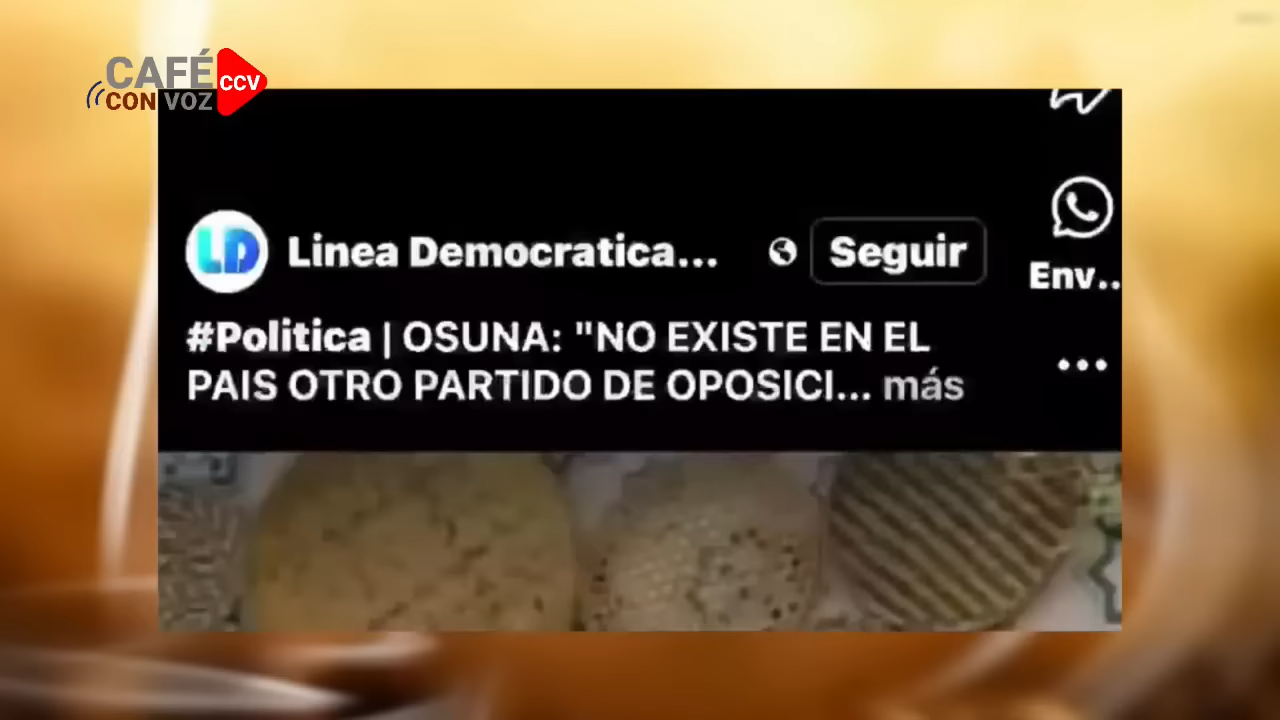 CAFÉ
CON VOZ
CCV
LD
Linea Democratica... Seguir
Env..
#Politica | OSUNA: "NO EXISTE EN EL
PAIS OTRO PARTIDO DE OPOSICI... más